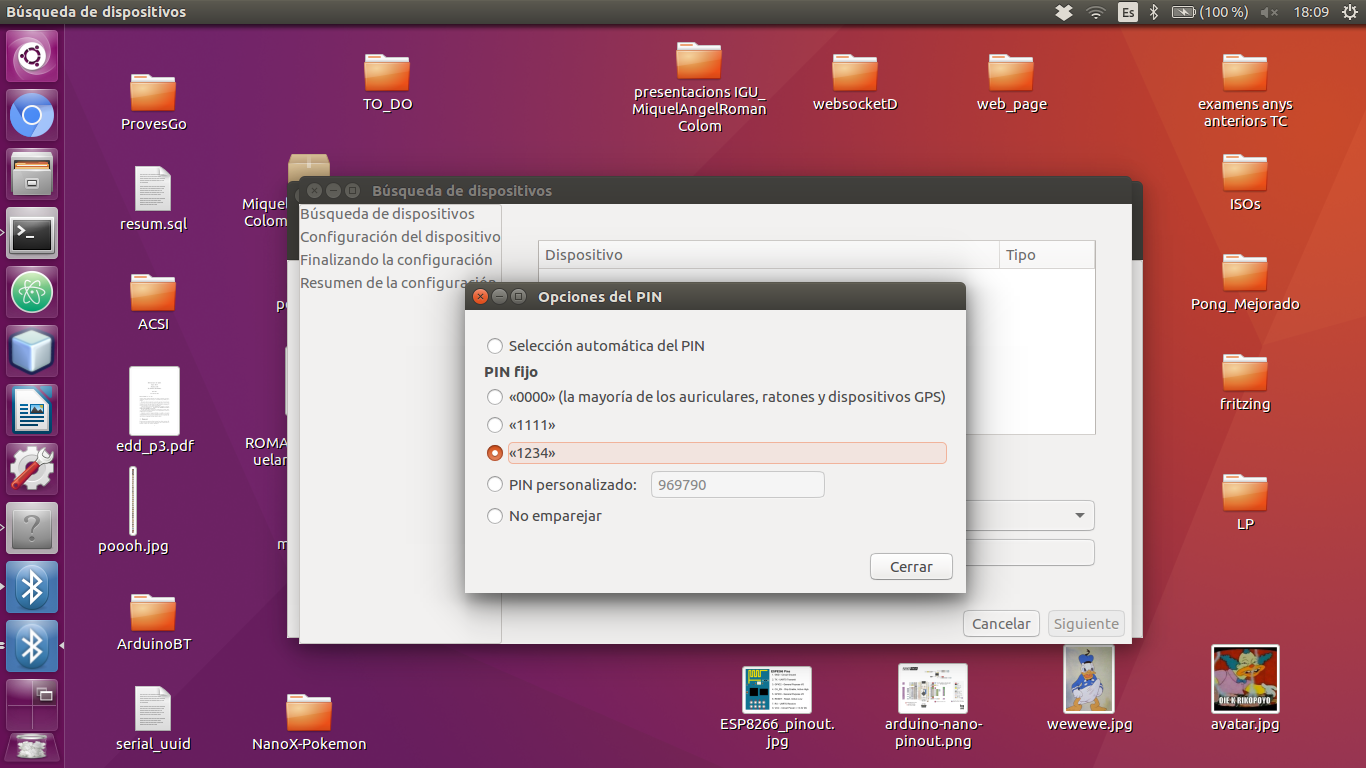 Búsqueda de dispositivos
Es
(100 %)
18:09
ProvesGo
TO_DO
presentacions IGU_
MiquelAngelRoman
Colom
websocketD
web_page
examens anys
anteriors TC
resum.sql
Miquel
Colom
ISOs
Búsqueda de dispositivos
Búsqueda de dispositivos
Configuración del dispositivo
Finalizando la configuración
Resumen de la configuración
Dispositivo
Tipo
ACSI
Pong_Mejorado
Opciones del PIN
Selección automática del PIN
PIN fijo
«0000» (la mayoría de los auriculares, ratones y dispositivos GPS)
«1111»
«1234»
PIN personalizado:
969790
No emparejar
Cerrar
Cancelar
Siguiente
fritzing
edd_p3.pdf
ROMA
uelar
poooh.jpg
LP
ArduinoBT
serial_uuid
NanoX-Pokemon
ESP8266_pinout.
jpg
arduino-nano-
pinout.png
wewewe.jpg
OIE K RIKOPOYO
avatar.jpg